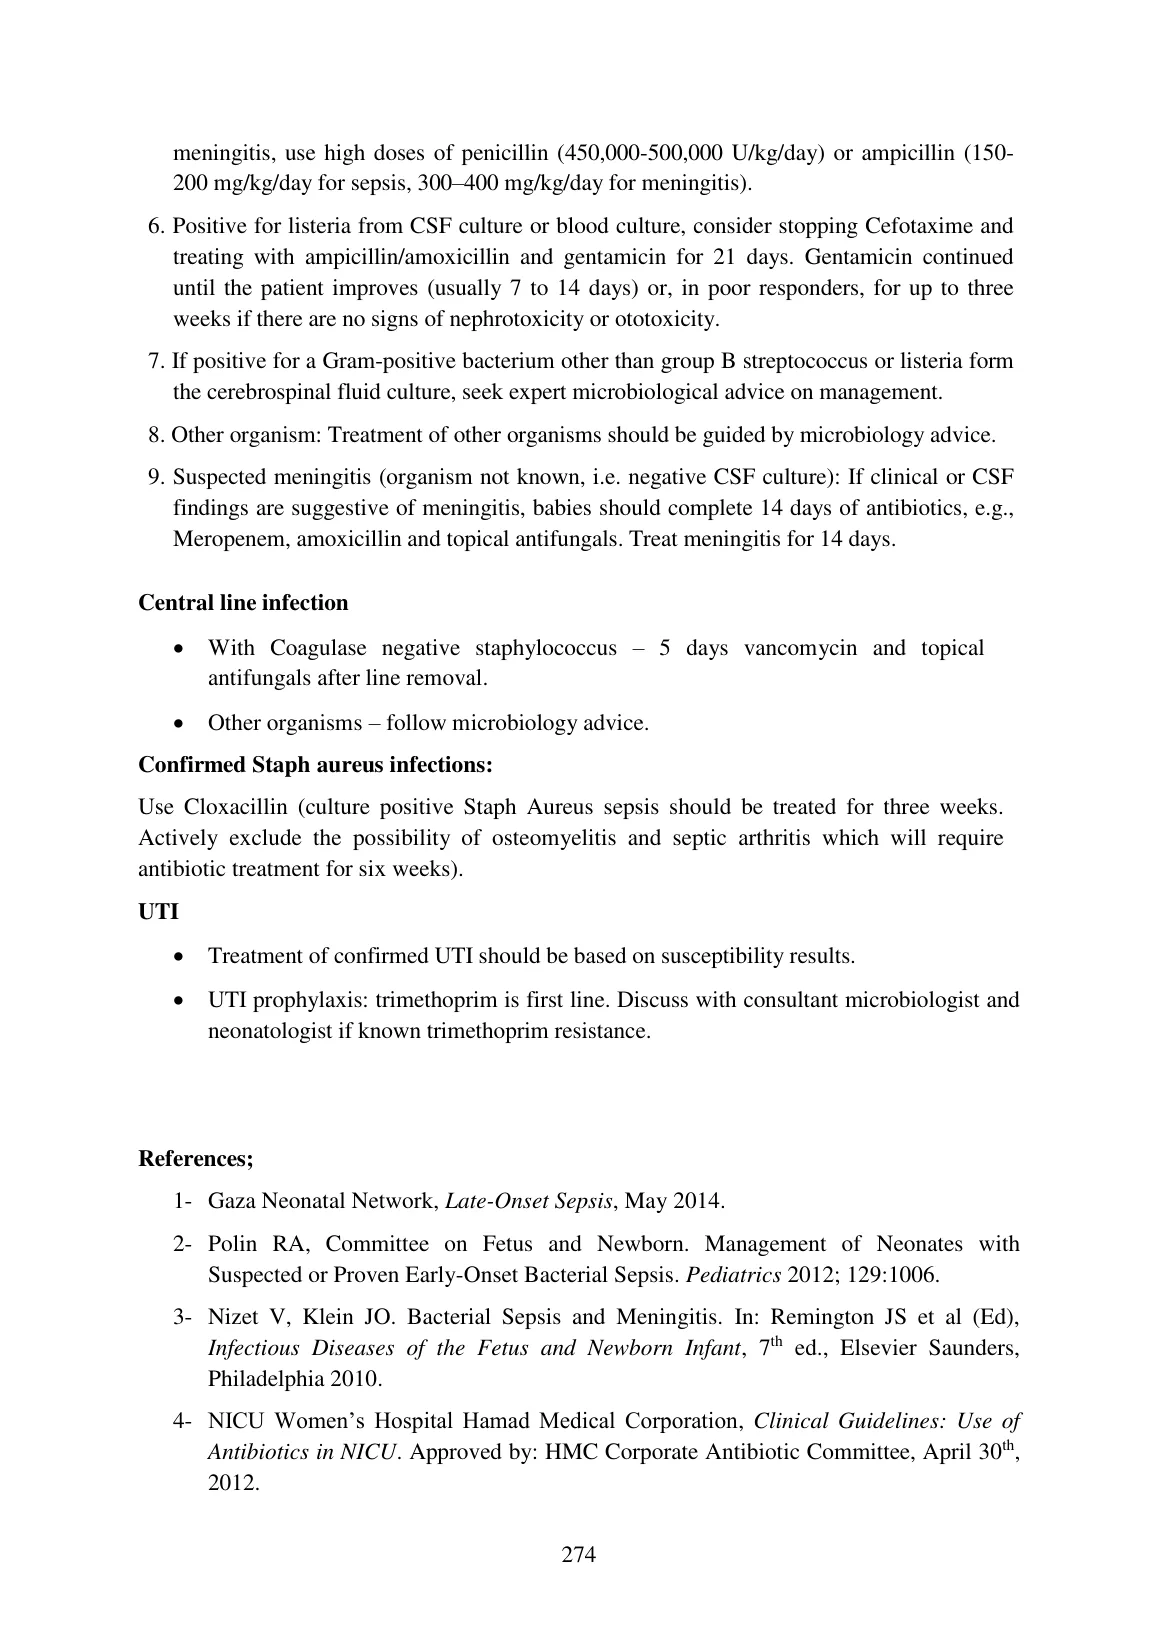 meningitis, use high doses of penicillin (450,000-500,000 U/kg/day) or ampicillin (150-
200 mg/kg/day for sepsis, 300–400 mg/kg/day for meningitis).
6. Positive for listeria from CSF culture or blood culture, consider stopping Cefotaxime and
treating with ampicillin/amoxicillin and gentamicin for 21 days. Gentamicin continued
until the patient improves (usually 7 to 14 days) or, in poor responders, for up to three
weeks if there are no signs of nephrotoxicity or ototoxicity.
7. If positive for a Gram-positive bacterium other than group B streptococcus or listeria form
the cerebrospinal fluid culture, seek expert microbiological advice on management.
8. Other organism: Treatment of other organisms should be guided by microbiology advice.
9. Suspected meningitis (organism not known, i.e. negative CSF culture): If clinical or CSF
findings are suggestive of meningitis, babies should complete 14 days of antibiotics, e.g.,
Meropenem, amoxicillin and topical antifungals. Treat meningitis for 14 days.
Central line infection
• With Coagulase negative staphylococcus – 5 days vancomycin and topical
antifungals after line removal.
• Other organisms – follow microbiology advice.
Confirmed Staph aureus infections:
Use Cloxacillin (culture positive Staph Aureus sepsis should be treated for three weeks.
Actively exclude the possibility of osteomyelitis and septic arthritis which will require
antibiotic treatment for six weeks).
UTI
• Treatment of confirmed UTI should be based on susceptibility results.
• UTI prophylaxis: trimethoprim is first line. Discuss with consultant microbiologist and
neonatologist if known trimethoprim resistance.
References;
1- Gaza Neonatal Network, Late-Onset Sepsis, May 2014.
2- Polin RA, Committee on Fetus and Newborn. Management of Neonates with
Suspected or Proven Early-Onset Bacterial Sepsis. Pediatrics 2012; 129:1006.
3- Nizet V, Klein JO. Bacterial Sepsis and Meningitis. In: Remington JS et al (Ed),
Infectious Diseases of the Fetus and Newborn Infant, 7th ed., Elsevier Saunders,
Philadelphia 2010.
4- NICU Women’s Hospital Hamad Medical Corporation, Clinical Guidelines: Use of
Antibiotics in NICU. Approved by: HMC Corporate Antibiotic Committee, April 30th,
2012.
274